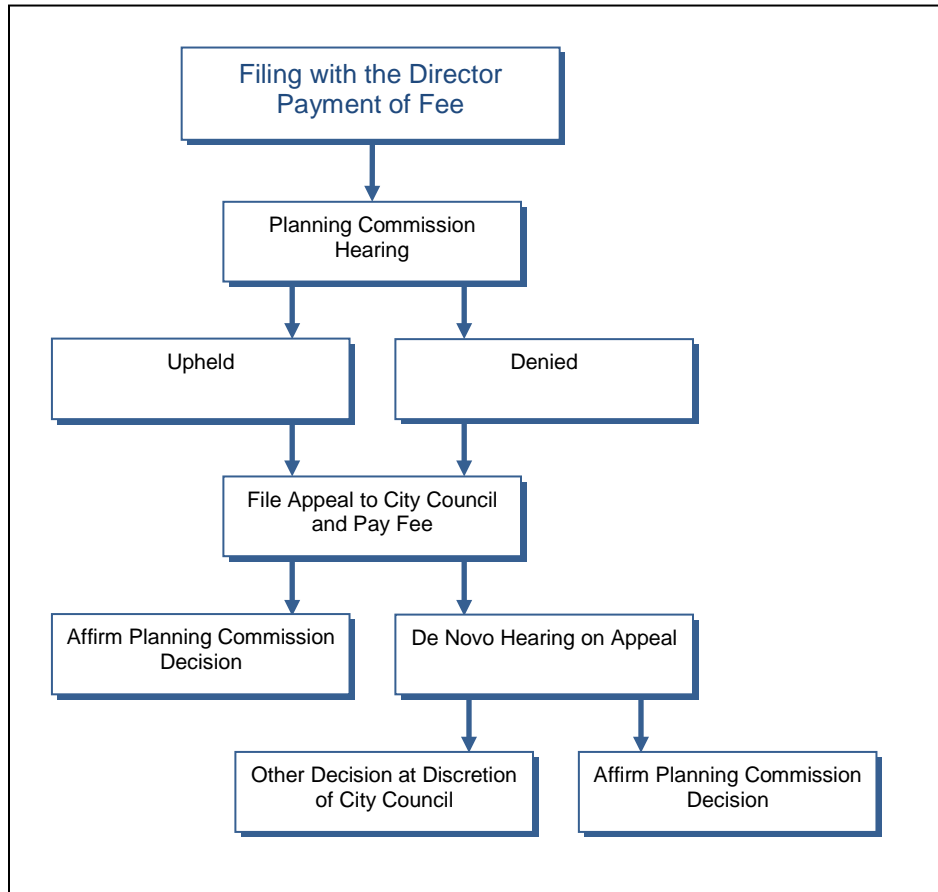 Filing with the Director
Payment of Fee
Planning Commission
Hearing
Upheld
Denied
File Appeal to City Council
and Pay Fee
Affirm Planning Commission
Decision
De Novo Hearing on Appeal
Other Decision at Discretion
of City Council
Affirm Planning Commission
Decision